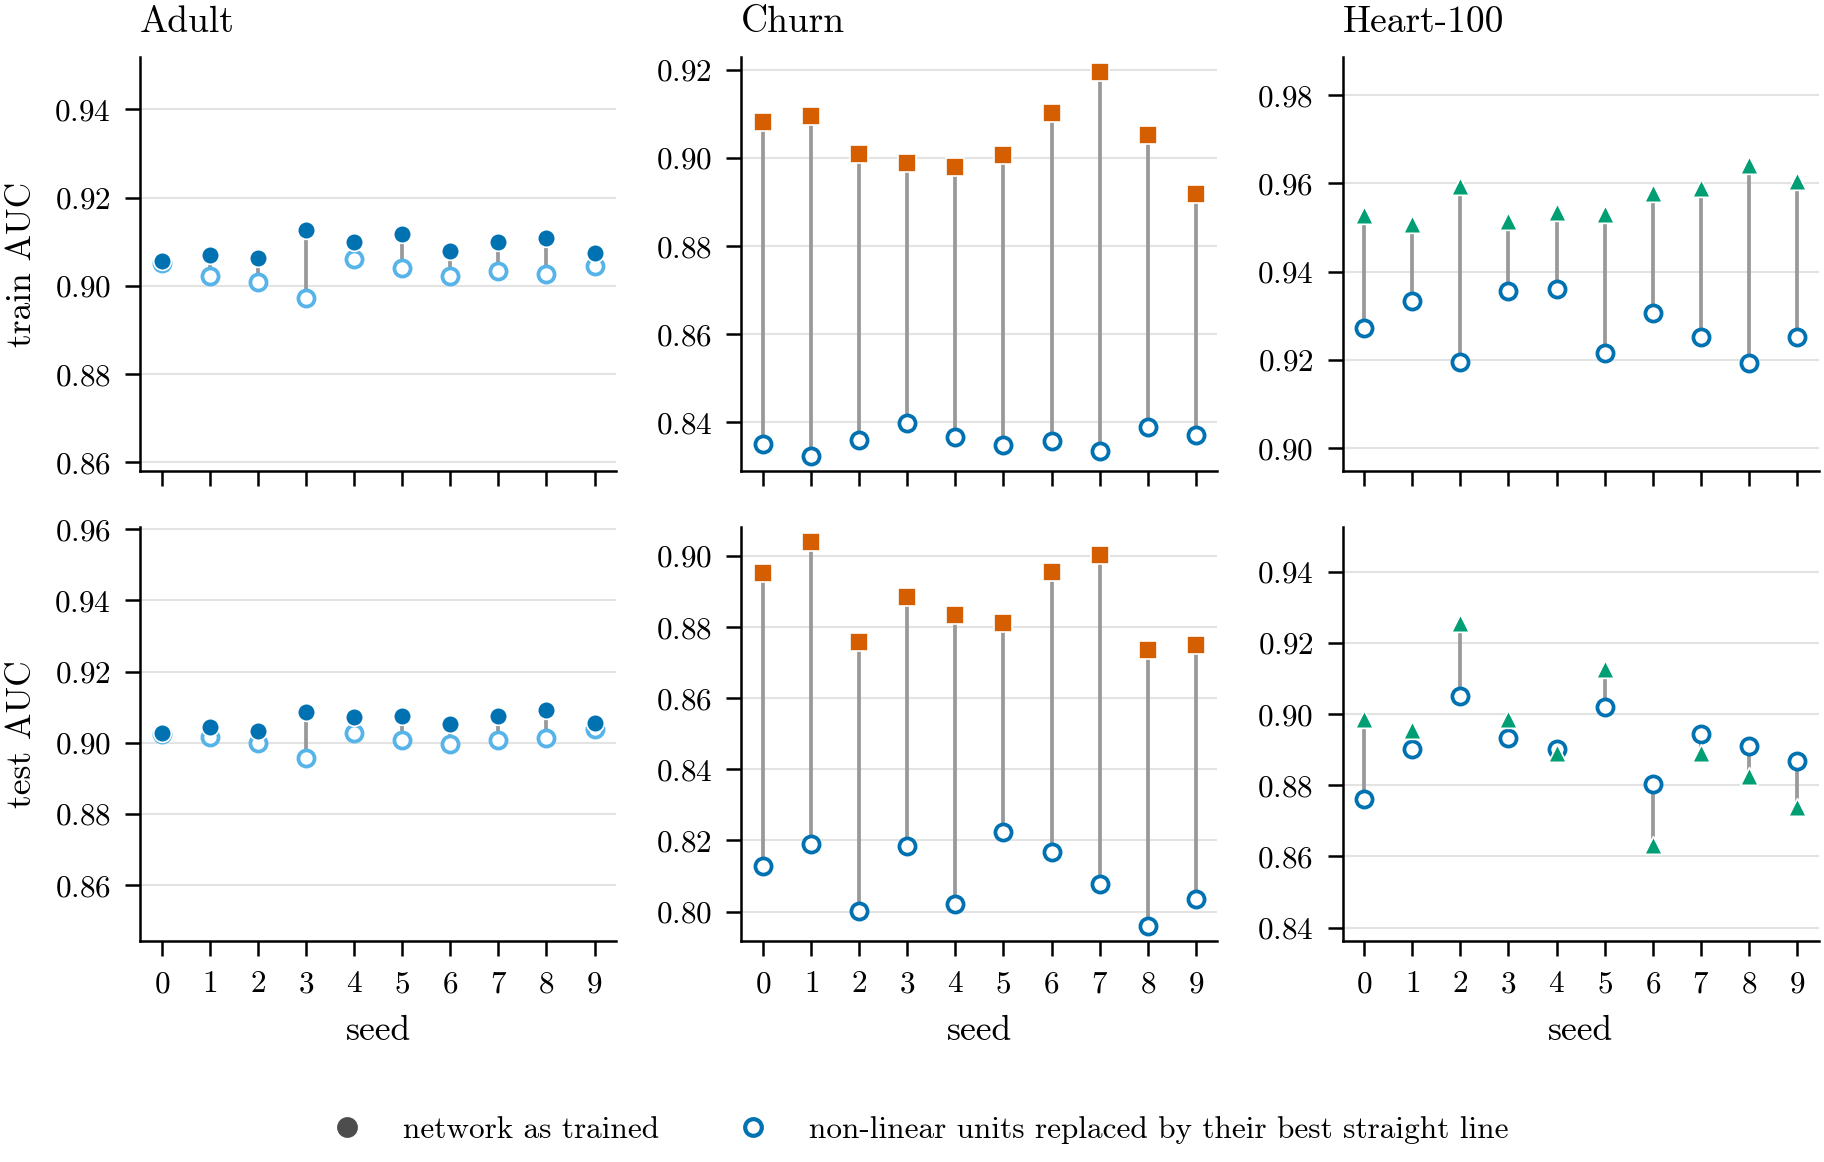 Adult
Churn
Heart-100
train AUC
0.94
0.92
0.90
0.88
0.86
0.92
0.90
0.88
0.86
0.84
0.98
0.96
0.94
0.92
0.90
test AUC
0.96
0.94
0.92
0.90
0.88
0.86
0.90
0.88
0.86
0.84
0.82
0.80
0.94
0.92
0.90
0.88
0.86
0.84
0 1 2 3 4 5 6 7 8 9
0 1 2 3 4 5 6 7 8 9
0 1 2 3 4 5 6 7 8 9
seed
seed
seed
network as trained
non-linear units replaced by their best straight line